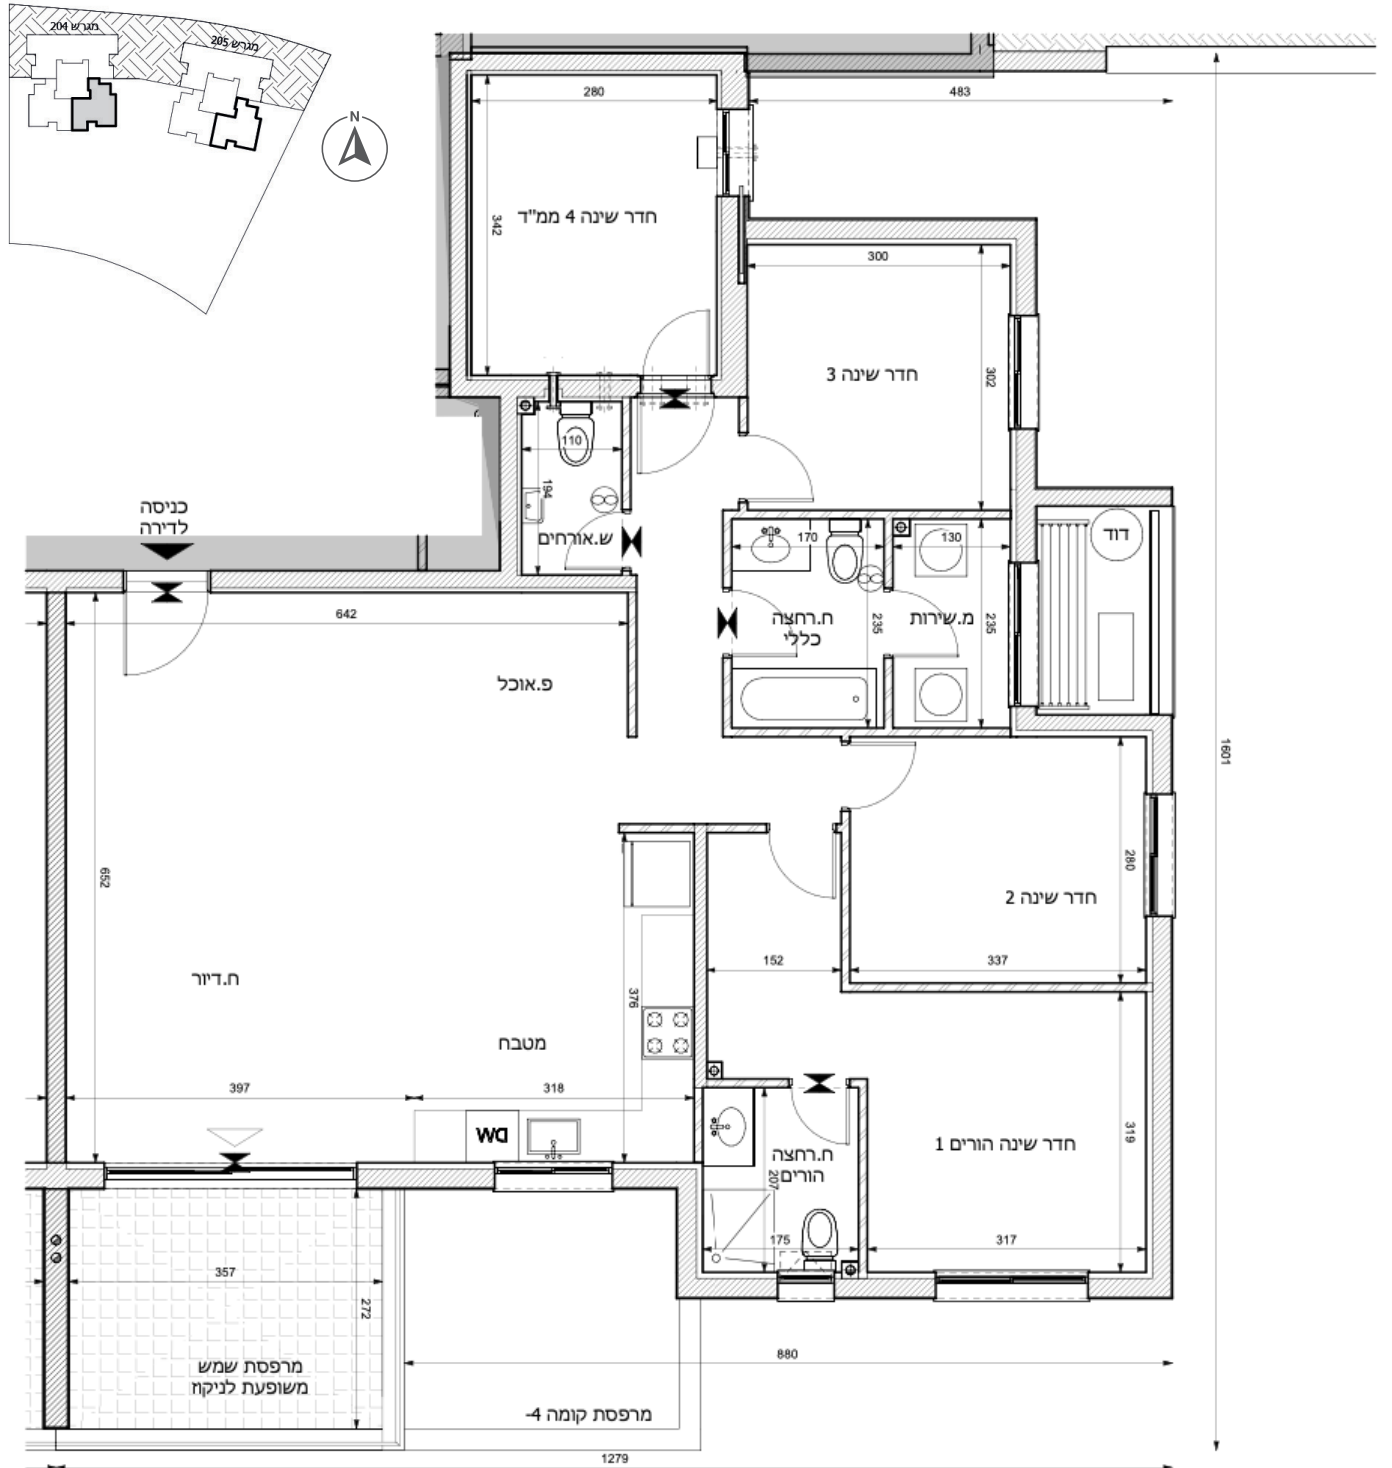 מגרש 204
מגרש 205
N
280
483
342
חדר שינה 4 ממ"ד
300
חדר שינה 3
302
110
194
ש.אורחים
כניסה
לדירה
170
130
דוד
ח.רחצה
כללי
235
מ.שירות
235
642
פ.אוכל
1601
652
280
חדר שינה 2
152
337
ח.דיור
376
מטבח
397
318
DW
חדר שינה הורים 1
319
ח.רחצה
הורים
207
175
317
357
272
מרפסת שמש
משופעת לניקוז
880
מרפסת קומה 4-
1279